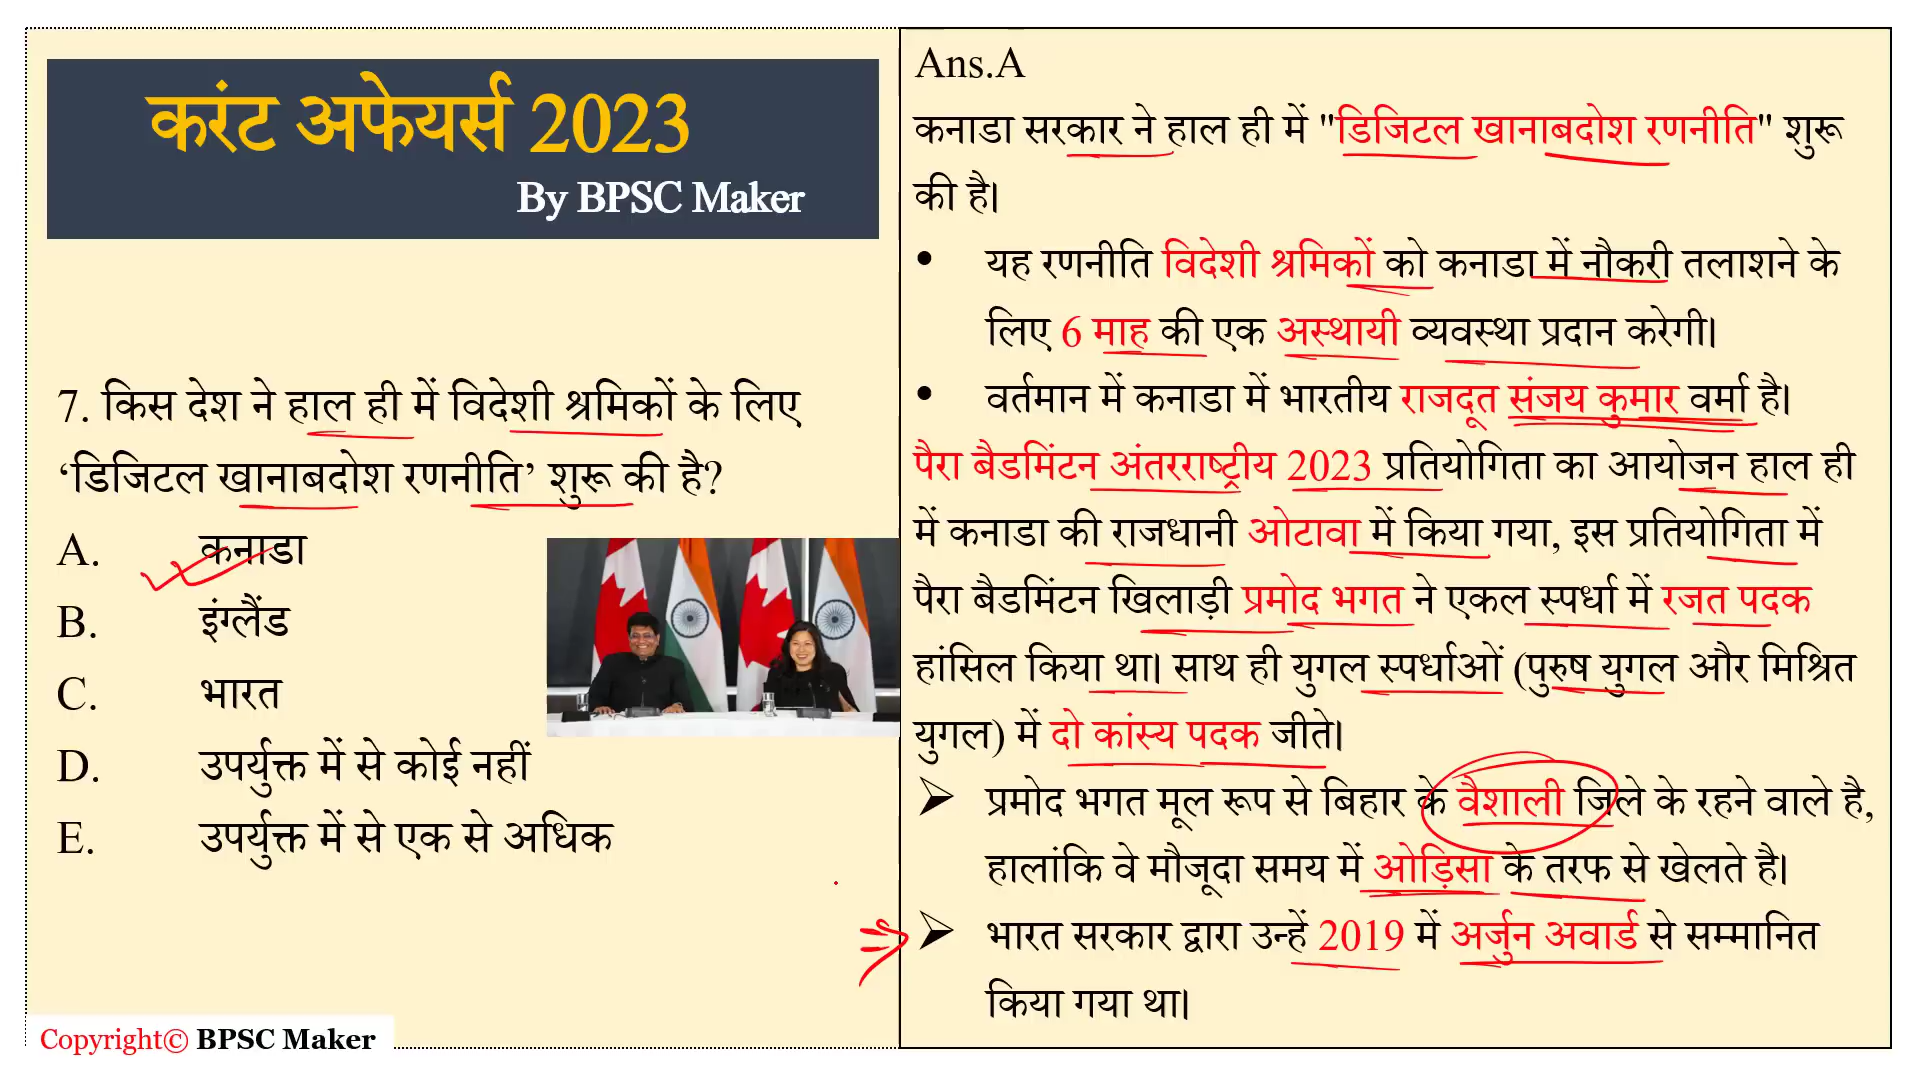 करंट अफेयर्स 2023
By BPSC Maker
7. किस देश ने हाल ही में विदेशी श्रमिकों के लिए
‘डिजिटल खानाबदोश रणनीति’ शुरू की है?
A. कनाडा
B. इंग्लैंड
C. भारत
D. उपर्युक्त में से कोई नहीं
E. उपर्युक्त में से एक से अधिक
Copyright© BPSC Maker
Ans.A
कनाडा सरकार ने हाल ही में "डिजिटल खानाबदोश रणनीति" शुरू
की है।
• यह रणनीति विदेशी श्रमिकों को कनाडा में नौकरी तलाशने के
लिए 6 माह की एक अस्थायी व्यवस्था प्रदान करेगी।
• वर्तमान में कनाडा में भारतीय राजदूत संजय कुमार वर्मा है।
पैरा बैडमिंटन अंतरराष्ट्रीय 2023 प्रतियोगिता का आयोजन हाल ही
में कनाडा की राजधानी ओटावा में किया गया, इस प्रतियोगिता में
पैरा बैडमिंटन खिलाड़ी प्रमोद भगत ने एकल स्पर्धा में रजत पदक
हांसिल किया था। साथ ही युगल स्पर्धाओं (पुरुष युगल और मिश्रित
युगल) में दो कांस्य पदक जीते।
➢ प्रमोद भगत मूल रूप से बिहार के वैशाली जिले के रहने वाले है,
हालांकि वे मौजूदा समय में ओड़िसा के तरफ से खेलते है।
➢ भारत सरकार द्वारा उन्हें 2019 में अर्जुन अवार्ड से सम्मानित
किया गया था।